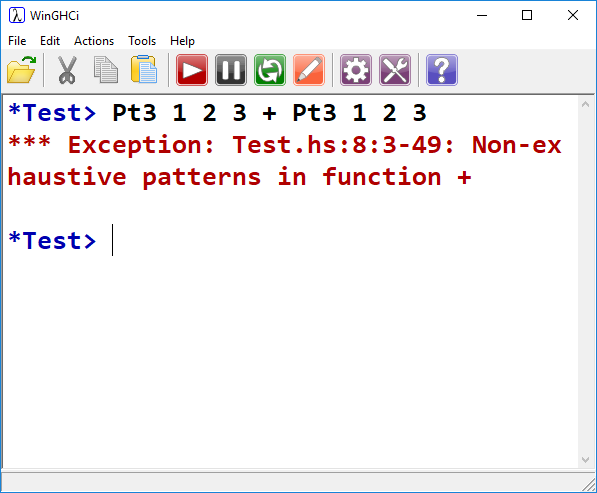 WinGHCi
File Edit Actions Tools Help
*Test> Pt3 1 2 3 + Pt3 1 2 3
*** Exception: Test.hs:8:3-49: Non-ex
haustive patterns in function +
*Test>